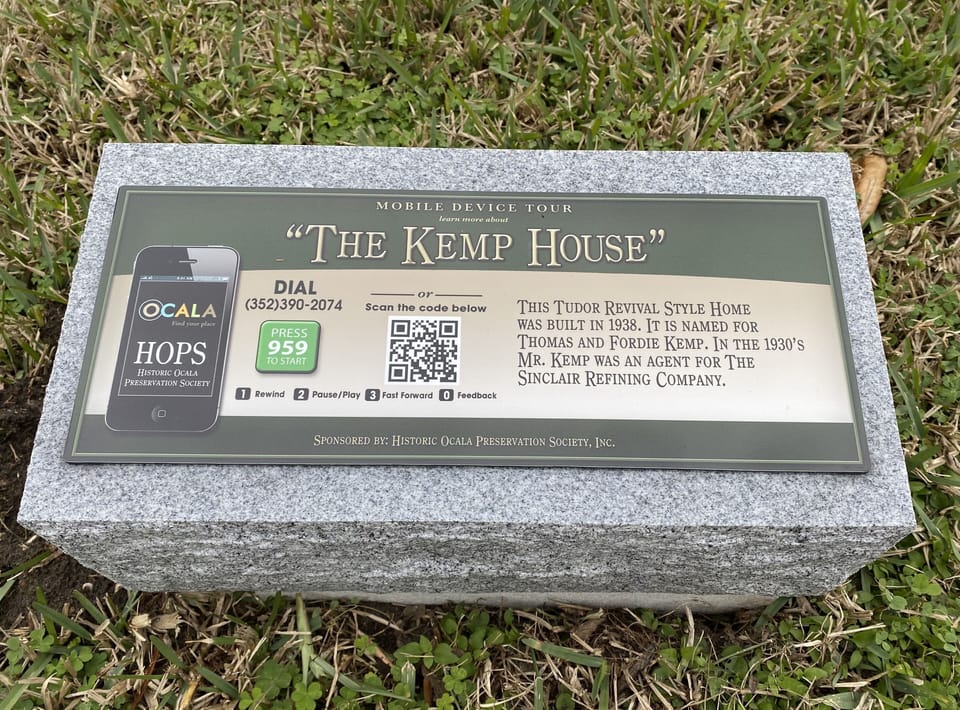 MOBILE DEVICE TOUR
learn more about
“THE KEMP HOUSE”
OCALA
Find your place
HOPS
HISTORIC OCALA
PRESERVATION SOCIETY
DIAL
(352)390-2074
PRESS
959
TO START
or
Scan the code below
1 Rewind 2 Pause/Play 3 Fast Forward 0 Feedback
THIS TUDOR REVIVAL STYLE HOME
WAS BUILT IN 1938. IT IS NAMED FOR
THOMAS AND FORDIE KEMP. IN THE 1930'S
MR. KEMP WAS AN AGENT FOR THE
SINCLAIR REFINING COMPANY.
SPONSORED BY: HISTORIC OCALA PRESERVATION SOCIETY, INC.